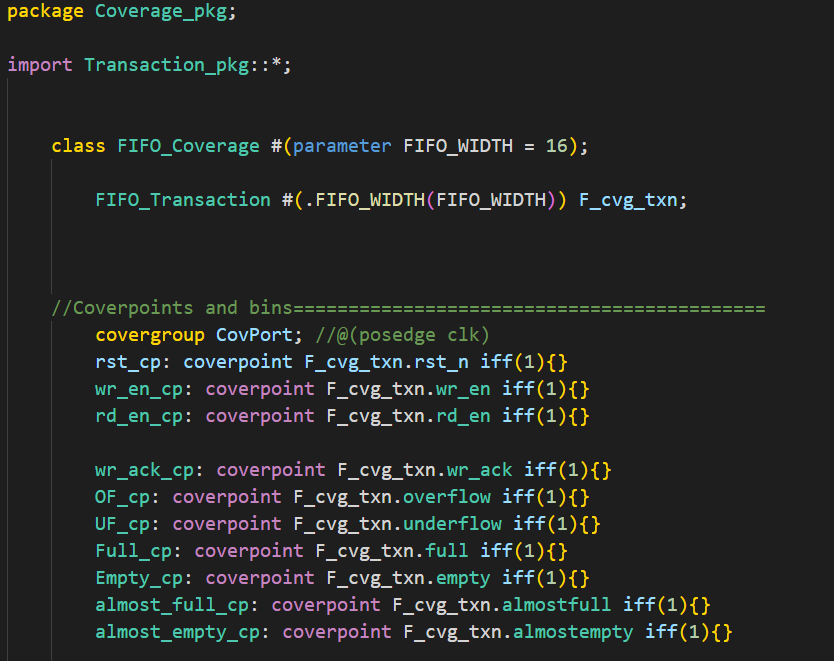 package Coverage_pkg;
import Transaction_pkg::*;
class FIFO_Coverage #(parameter FIFO_WIDTH = 16);
FIFO_Transaction #(.FIFO_WIDTH(FIFO_WIDTH)) F_cvg_txn;
//Coverpoints and bins===========================================
covergroup CovPort; //@(posedge clk)
rst_cp: coverpoint F_cvg_txn.rst_n iff(1){}
wr_en_cp: coverpoint F_cvg_txn.wr_en iff(1){}
rd_en_cp: coverpoint F_cvg_txn.rd_en iff(1){}
wr_ack_cp: coverpoint F_cvg_txn.wr_ack iff(1){}
OF_cp: coverpoint F_cvg_txn.overflow iff(1){}
UF_cp: coverpoint F_cvg_txn.underflow iff(1){}
Full_cp: coverpoint F_cvg_txn.full iff(1){}
Empty_cp: coverpoint F_cvg_txn.empty iff(1){}
almost_full_cp: coverpoint F_cvg_txn.almostfull iff(1){}
almost_empty_cp: coverpoint F_cvg_txn.almostempty iff(1){}